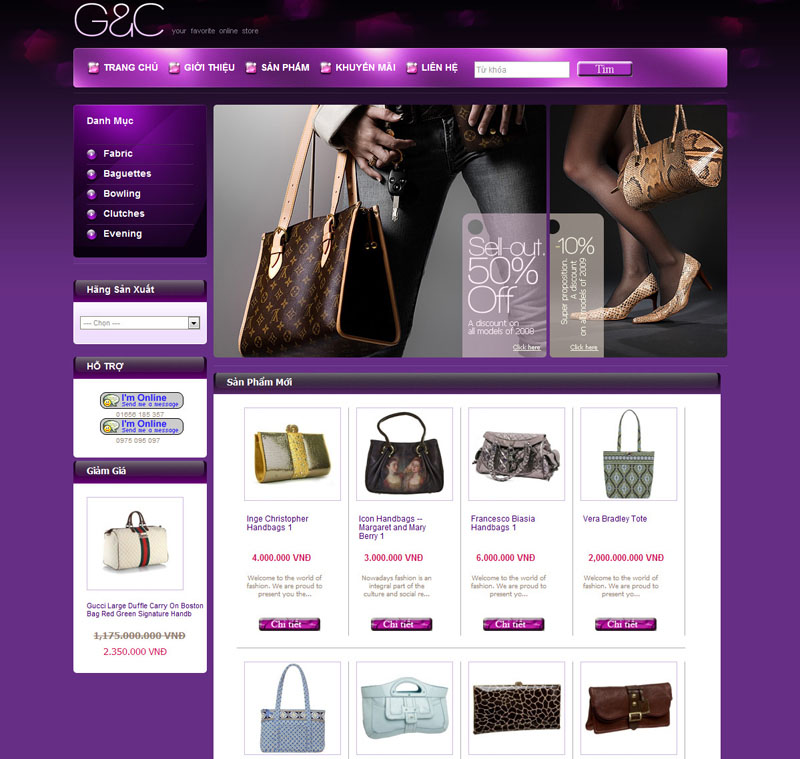 G&C
your favorite online store
TRANG CHỦ
GIỚI THIỆU
SẢN PHẨM
KHUYẾN MÃI
LIÊN HỆ
Từ khóa
Tìm
Danh Mục
Fabric
Baguettes
Bowling
Clutches
Evening
Sell-out.
50%
Off
A discount on
all models of 2008
Click here
-10%
Super proposition.
A discount
on all models of 2009
Click here
Hãng Sản Xuất
--- Chọn ---
HỖ TRỢ
I'm Online
Send me a message
01656 185 357
I'm Online
Send me a message
0975 096 097
Giảm Giá
Gucci Large Duffle Carry On Boston
Bag Red Green Signature Handb
1,175.000.000 VNĐ
2.350.000 VNĐ
Sản Phẩm Mới
Inge Christopher
Handbags 1
4.000.000 VNĐ
Welcome to the world of
fashion. We are proud to
present you the...
Chi tiết
Icon Handbags --
Margaret and Mary
Berry 1
3.000.000 VNĐ
Nowadays fashion is an
integral part of the
culture and social re...
Chi tiết
Francesco Biasia
Handbags 1
6.000.000 VNĐ
Welcome to the world of
fashion. We are proud to
present yo...
Chi tiết
Vera Bradley Tote
2,000.000.000 VNĐ
Welcome to the world of
fashion. We are proud to
present yo...
Chi tiết